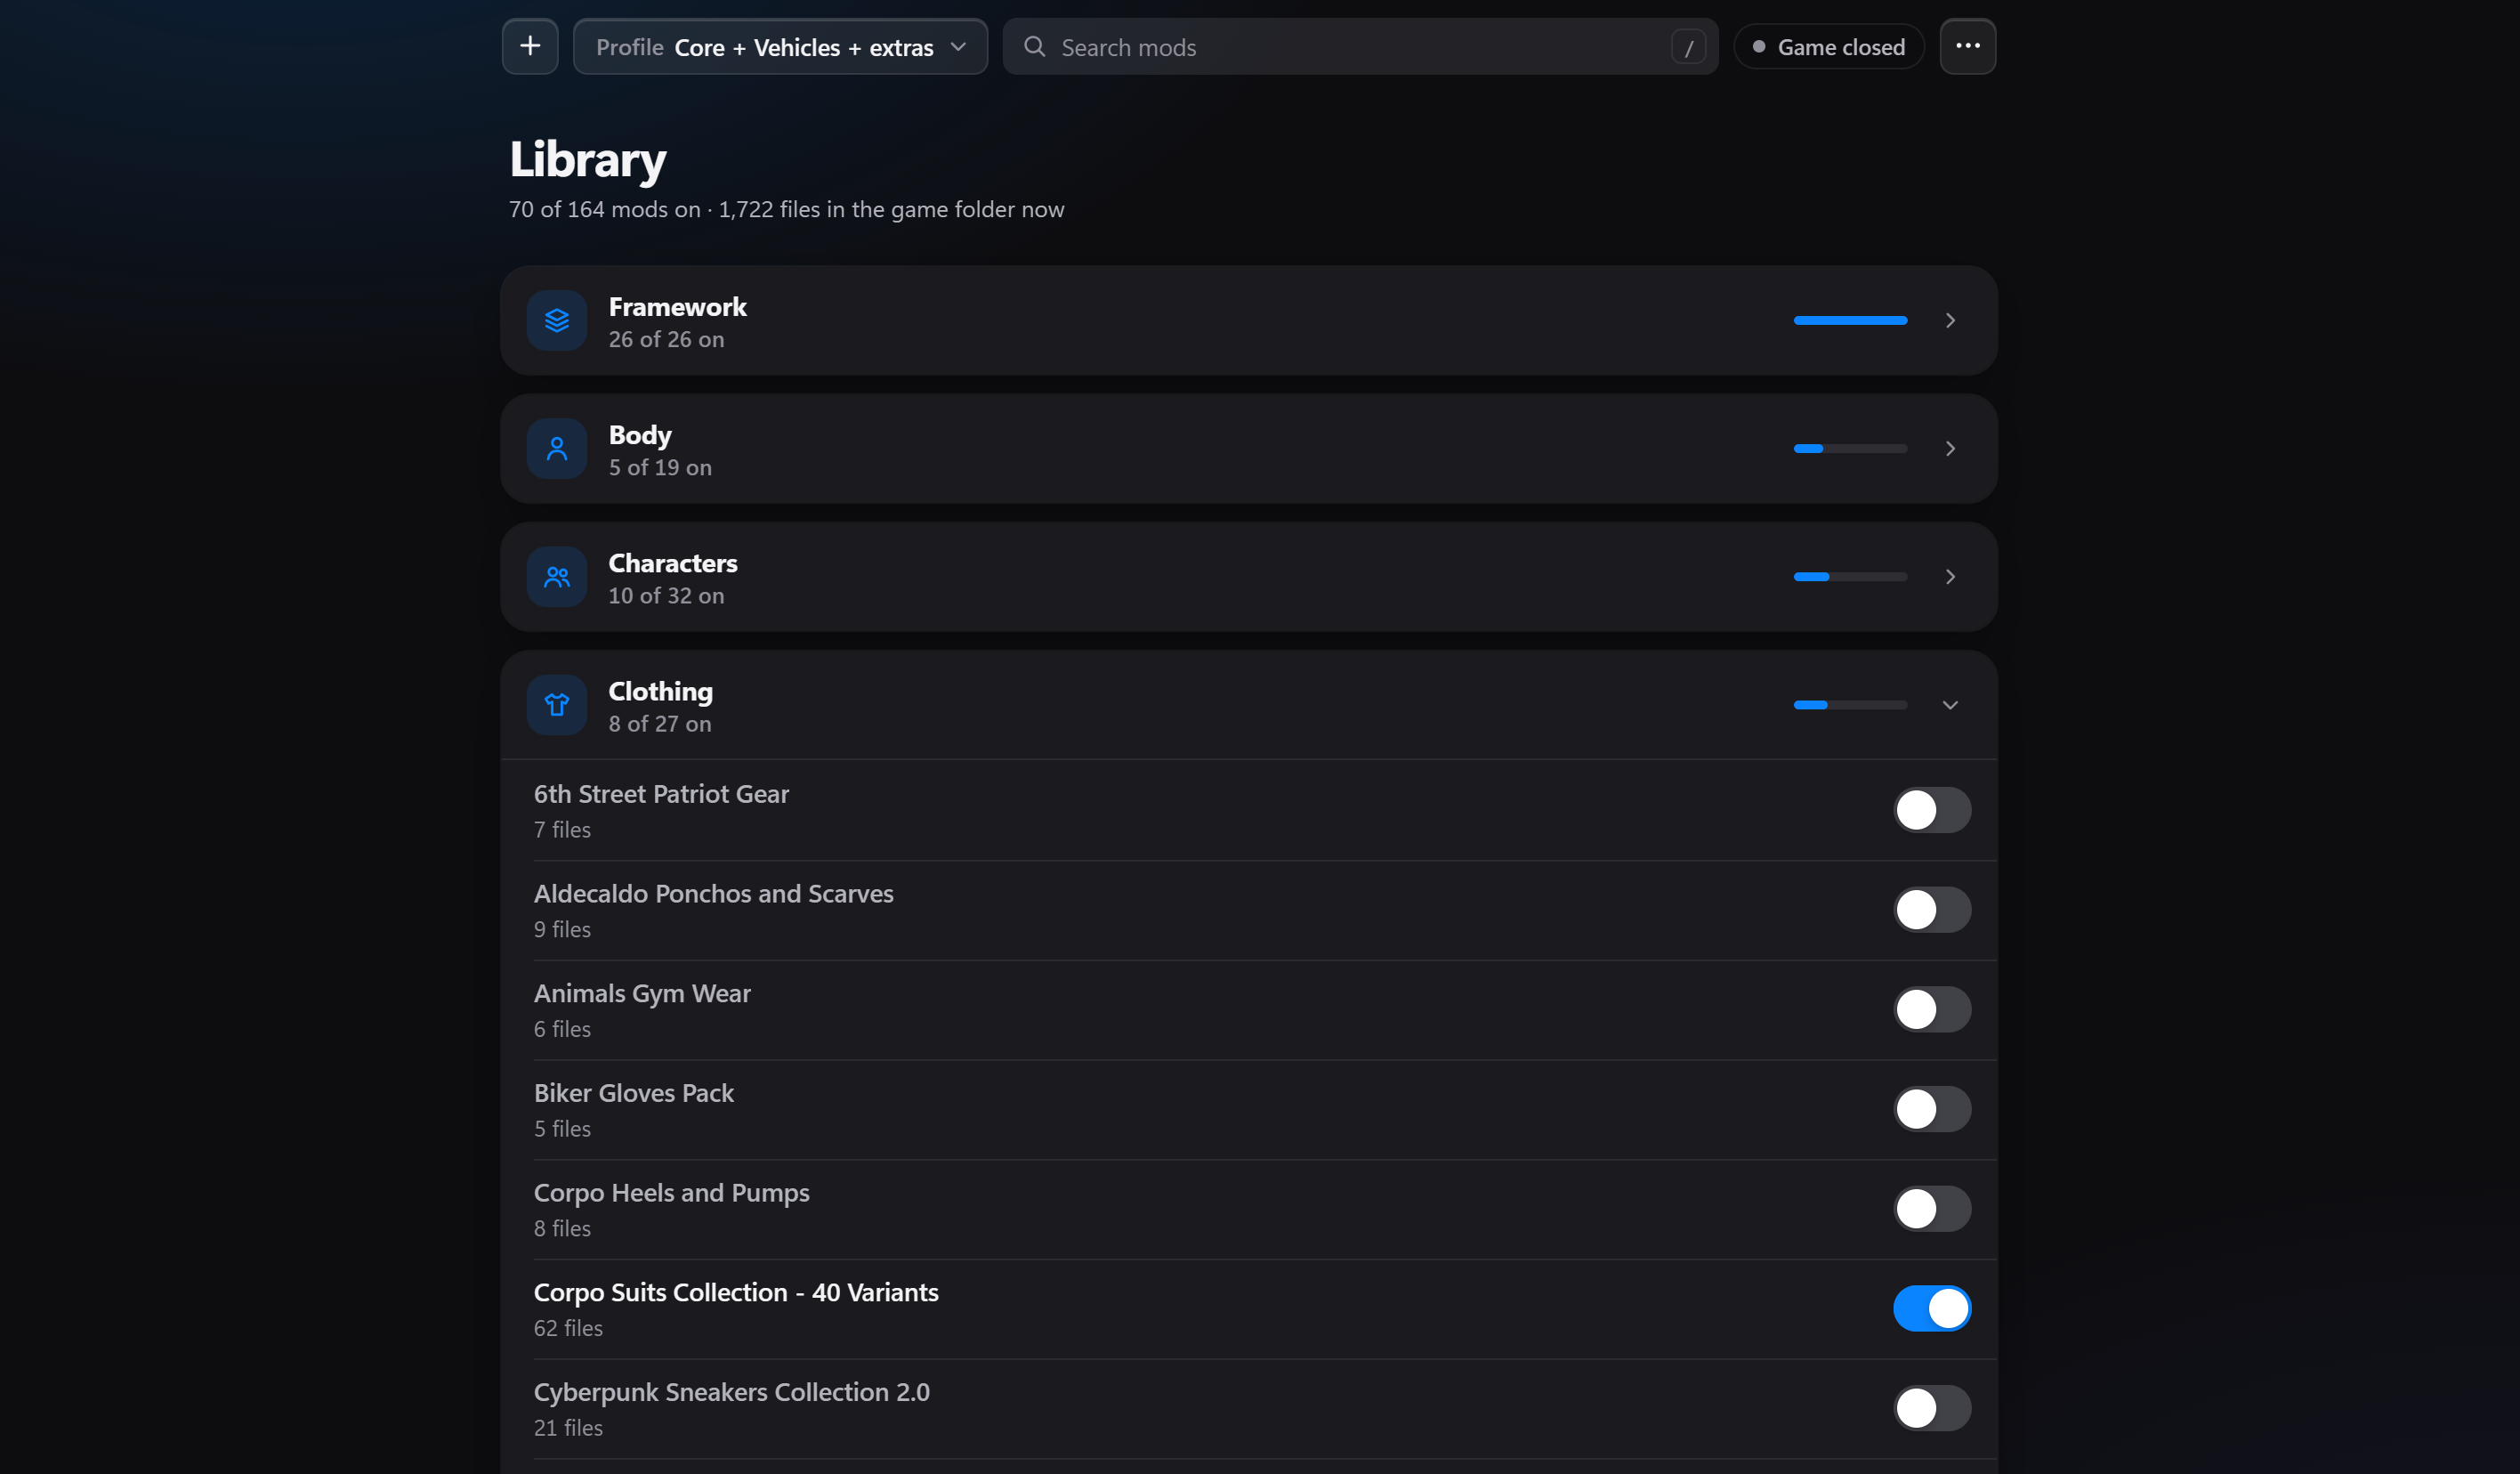 Profile Core + Vehicles + extras
Search mods
/
Game closed
Library
70 of 164 mods on · 1,722 files in the game folder now
Framework
26 of 26 on
Body
5 of 19 on
Characters
10 of 32 on
Clothing
8 of 27 on
6th Street Patriot Gear
7 files
Aldecaldo Ponchos and Scarves
9 files
Animals Gym Wear
6 files
Biker Gloves Pack
5 files
Corpo Heels and Pumps
8 files
Corpo Suits Collection - 40 Variants
62 files
Cyberpunk Sneakers Collection 2.0
21 files